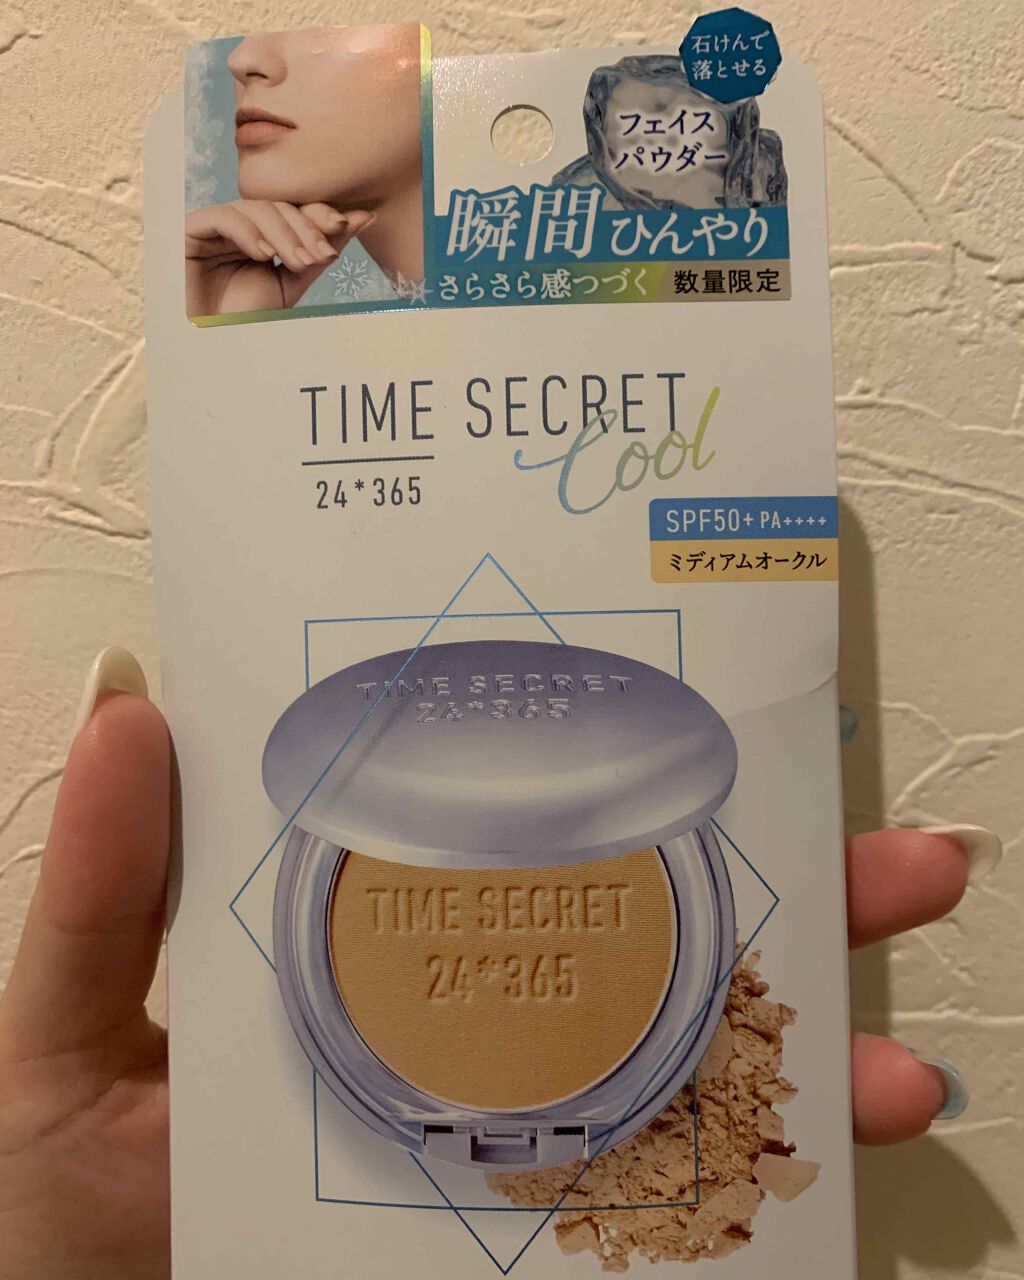 石けんで
落とせる
フェイス
パウダー
瞬間ひんやり
さらさら感つづく 数量限定
TIME SECRET
Cool
24*365
SPF50+ PA++++
ミディアムオークル
TIME SECRET
24*365
TIME SECRET
24*365